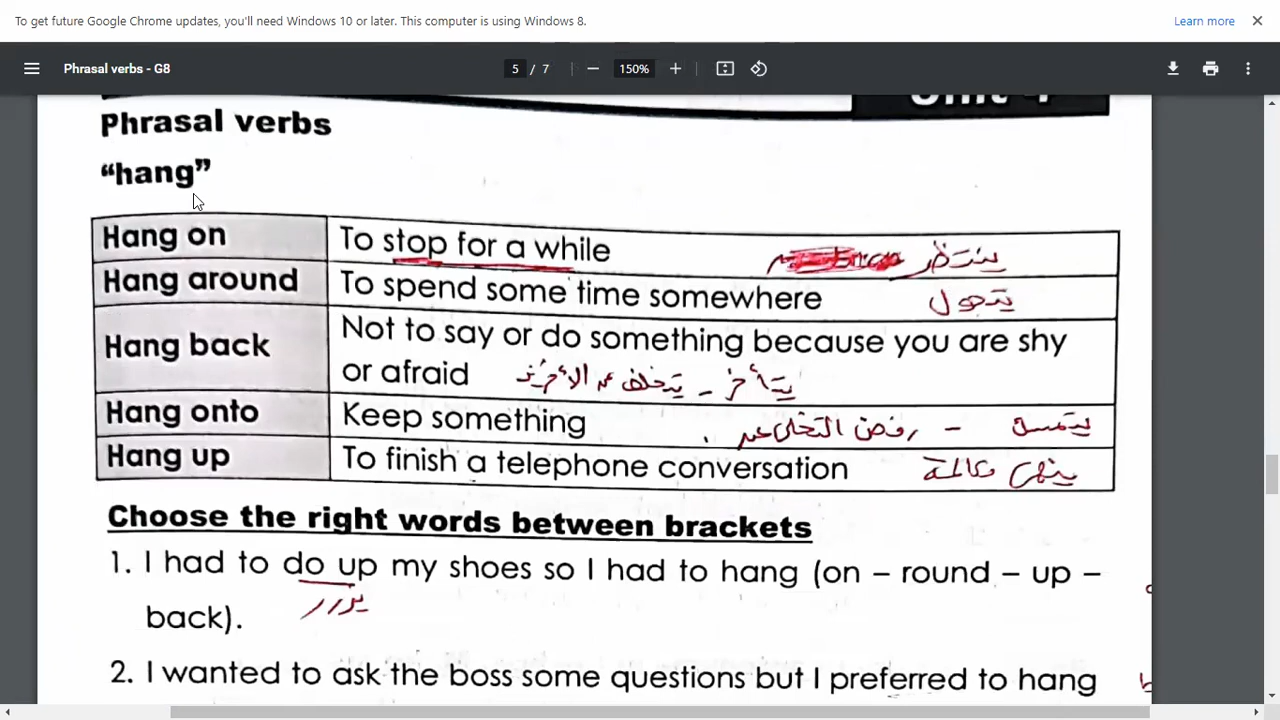 To get future Google Chrome updates, you'll need Windows 10 or later. This computer is using Windows 8.
Learn more
Phrasal verbs - G8
5 / 7
150%
Phrasal verbs
“hang”
Hang on To stop for a while ينتظر
Hang around To spend some time somewhere يتجول
Hang back Not to say or do something because you are shy
or afraid يتأخر - يتخلف عن
Hang onto Keep something يتمسك - رفض التخلى عن
Hang up To finish a telephone conversation ينهى مكالمة
Choose the right words between brackets
1. I had to do up my shoes so I had to hang (on – round – up –
back).
يزرر
2. I wanted to ask the boss some questions but I preferred to hang